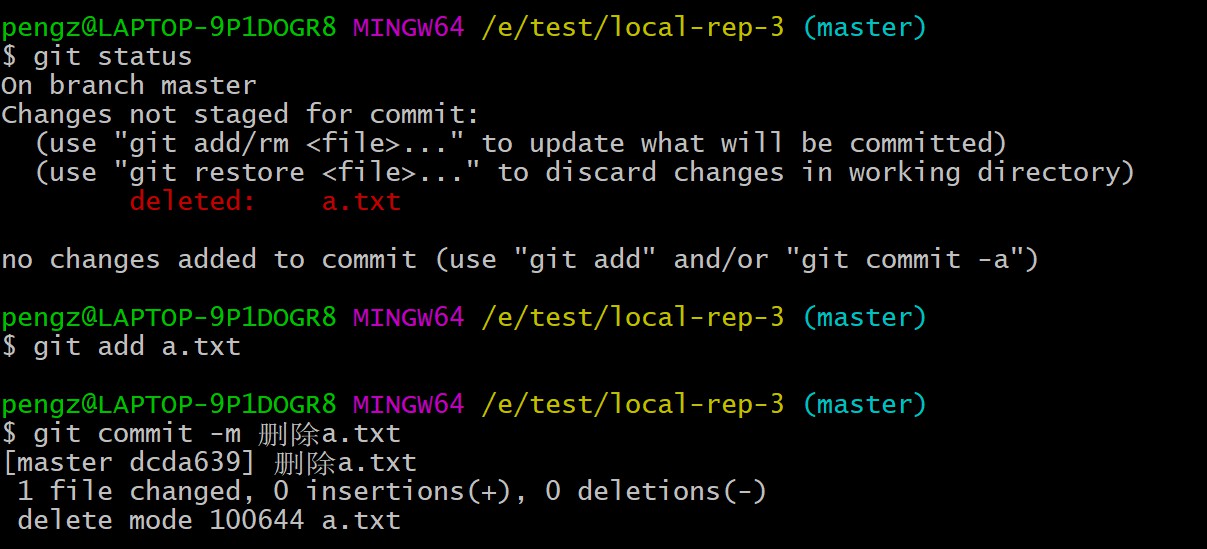 pengz@LAPTOP-9P1DOGR8 MINGW64 /e/test/local-rep-3 (master)
$ git status
On branch master
Changes not staged for commit:
  (use "git add/rm <file>..." to update what will be committed)
  (use "git restore <file>..." to discard changes in working directory)
        deleted:    a.txt

no changes added to commit (use "git add" and/or "git commit -a")

pengz@LAPTOP-9P1DOGR8 MINGW64 /e/test/local-rep-3 (master)
$ git add a.txt

pengz@LAPTOP-9P1DOGR8 MINGW64 /e/test/local-rep-3 (master)
$ git commit -m 删除a.txt
[master dcda639] 删除a.txt
 1 file changed, 0 insertions(+), 0 deletions(-)
 delete mode 100644 a.txt